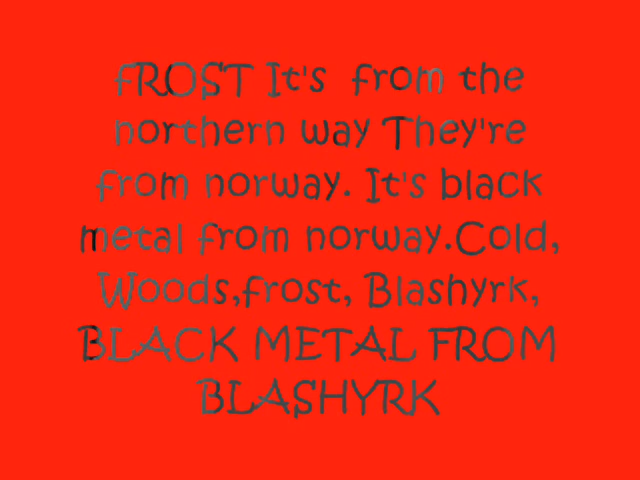 fROST It's from the
northern way They're
from norway. It's black
metal from norway.Cold,
Woods,frost, Blashyrk,
BLACK METAL FROM
BLASHYRK